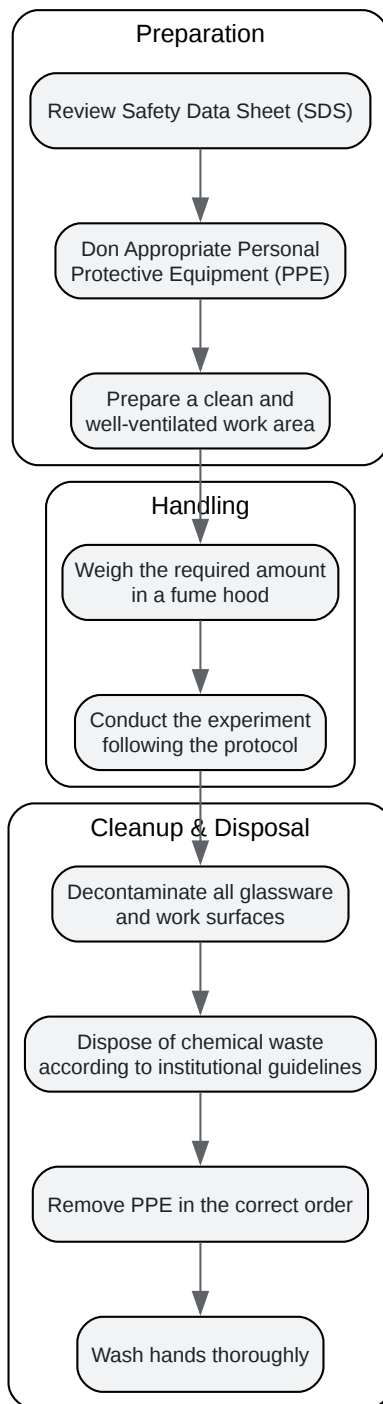 Preparation
Review Safety Data Sheet (SDS)
Don Appropriate Personal
Protective Equipment (PPE)
Prepare a clean and
well-ventilated work area
Handling
Weigh the required amount
in a fume hood
Conduct the experiment
following the protocol
Cleanup & Disposal
Decontaminate all glassware
and work surfaces
Dispose of chemical waste
according to institutional guidelines
Remove PPE in the correct order
Wash hands thoroughly